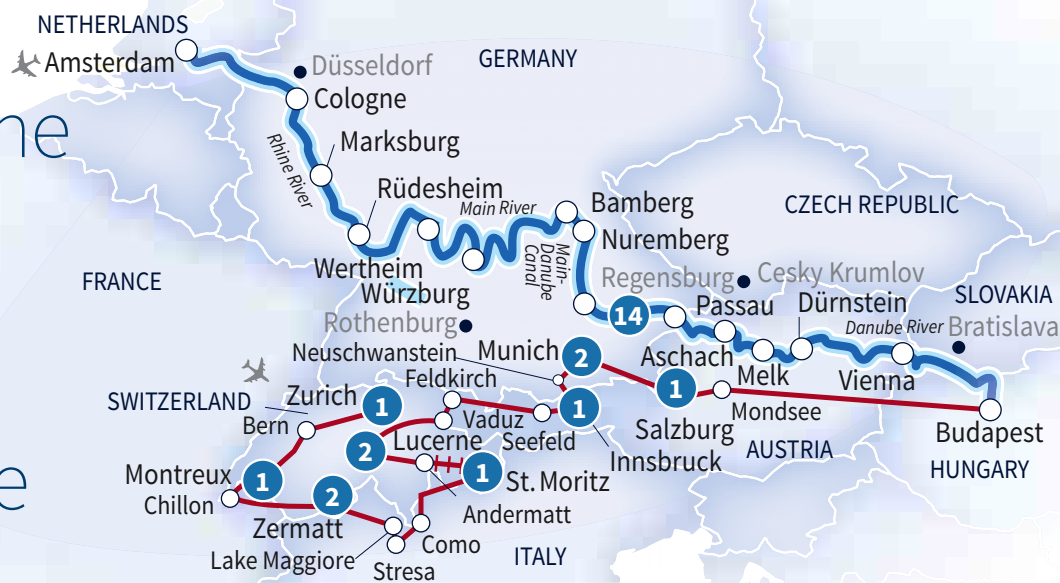 NETHERLANDS
Amsterdam
Düsseldorf
GERMANY
Cologne
ne
Marksburg
Rhine River
Rüdesheim
Main River
Bamberg
CZECH REPUBLIC
Nuremberg
Main-
Danube
Canal
Wertheim
FRANCE
Würzburg
Regensburg
Cesky Krumlov
Passau
Dürnstein
SLOVAKIA
14
Rothenburg
Danube River
Bratislava
Neuschwanstein
Munich
2
Aschach
Melk
Vienna
Feldkirch
SWITZERLAND
Zurich
1
Bern
Vaduz
Seefeld
1
1
Mondsee
Salzburg
Budapest
Lucerne
2
Innsbruck
AUSTRIA
HUNGARY
e
Montreux
1
Chillon
2
1
St. Moritz
Zermatt
Andermatt
Lake Maggiore
Como
ITALY
Stresa